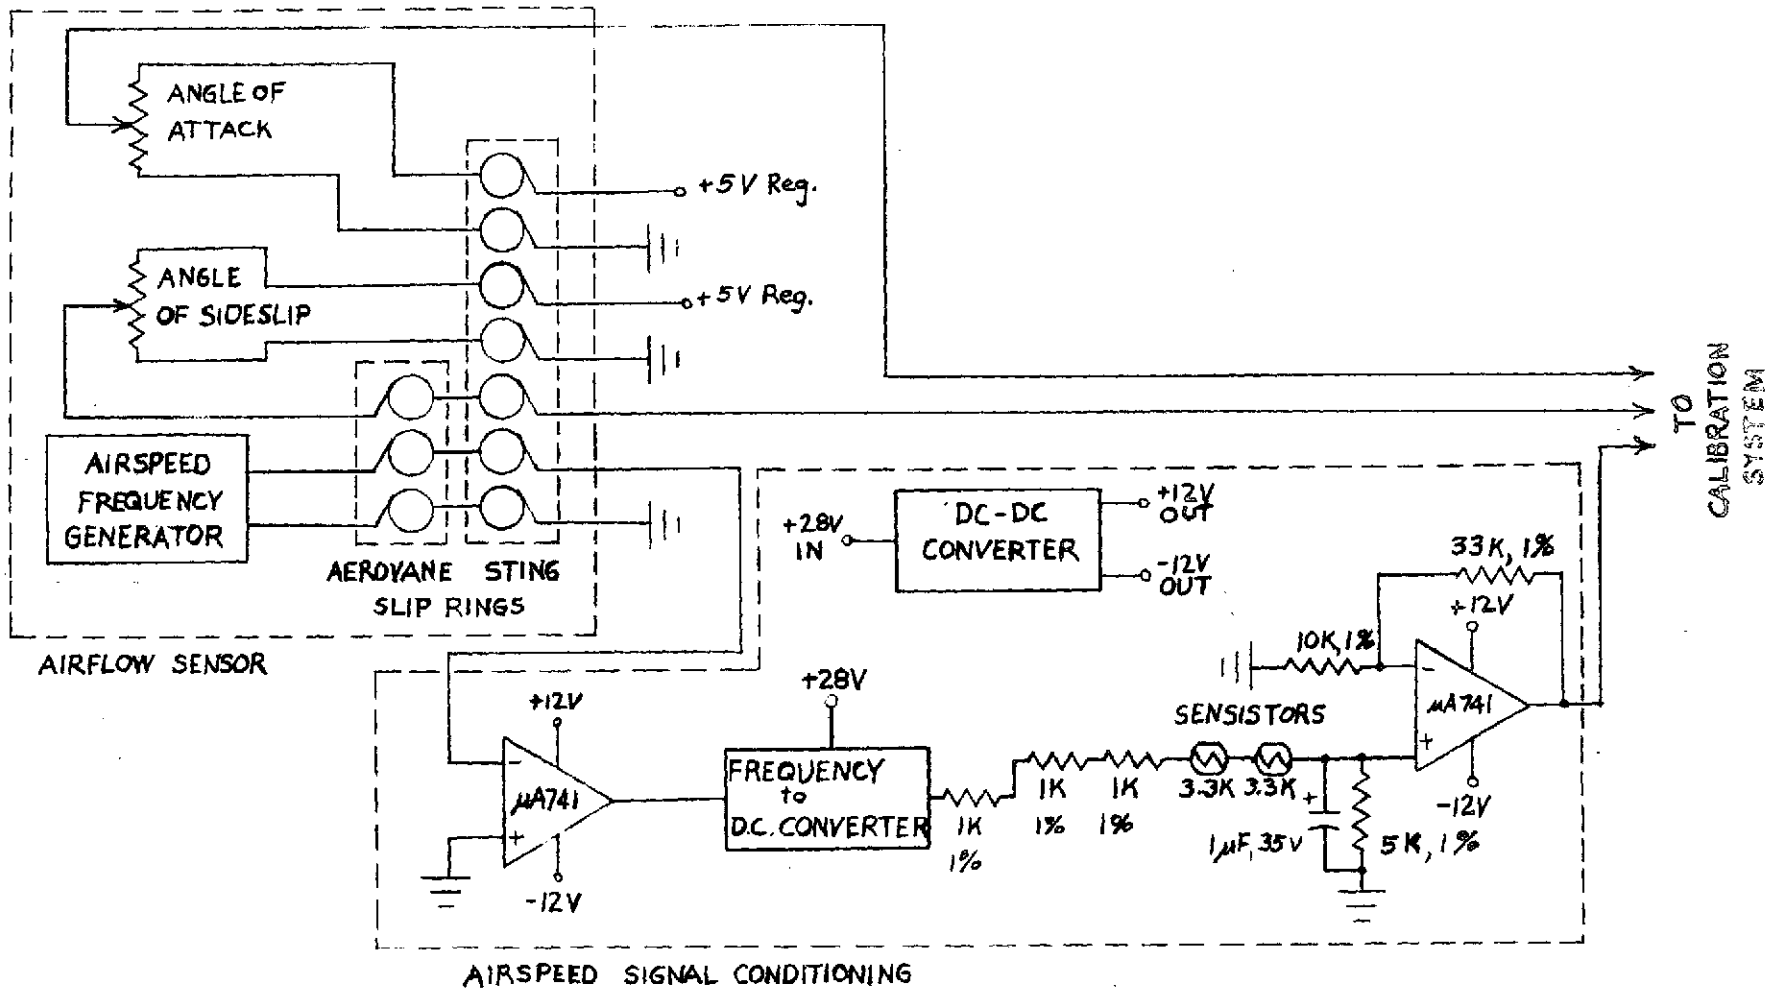 ANGLE OF
ATTACK
+5V Reg.
ANGLE
OF SIDESLIP
+5V Reg.
AIRSPEED
FREQUENCY
GENERATOR
AEROVANE STING
SLIP RINGS
AIRFLOW SENSOR
TO
CALIBRATION
SYSTEM
+28V
IN
DC-DC
CONVERTER
+12V
OUT
-12V
OUT
33K, 1%
+12V
10K, 1%
-
μA741
+
-12V
+12V
-
μA741
+
-12V
+28V
FREQUENCY
to
D.C. CONVERTER
1K
1%
1K
1%
1K
1%
SENSISTORS
3.3K 3.3K
+
1μF, 35V
5K, 1%
AIRSPEED SIGNAL CONDITIONING